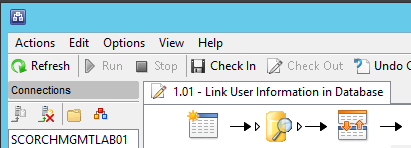 Actions Edit Options View Help
Refresh Run Stop Check In Check Out Undo
Connections
1.01 - Link User Information in Database
SCORCHMGMTLAB01